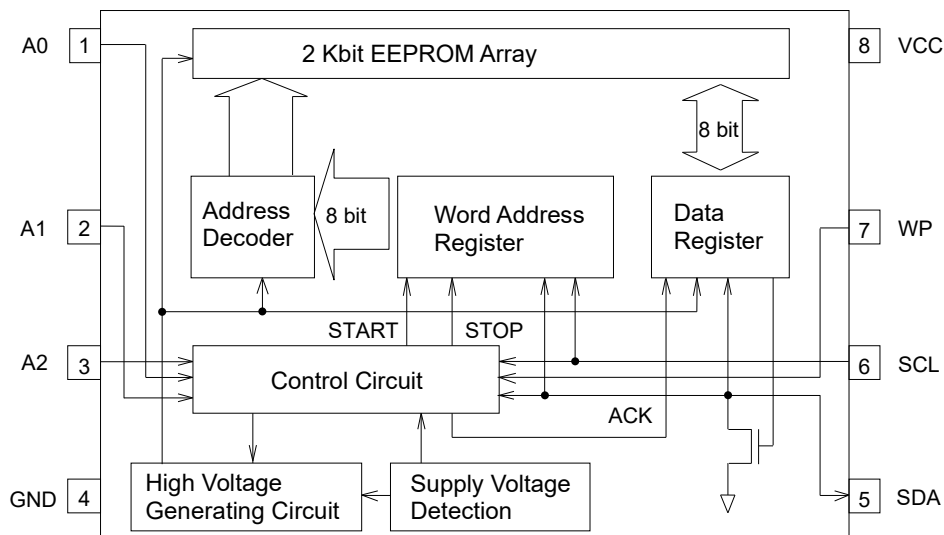 A0 1
2 Kbit EEPROM Array
8 VCC
8 bit
A1 2
Address
Decoder
8 bit
Word Address
Register
Data
Register
7 WP
START
STOP
A2 3
Control Circuit
6 SCL
ACK
GND 4
High Voltage
Generating Circuit
Supply Voltage
Detection
5 SDA